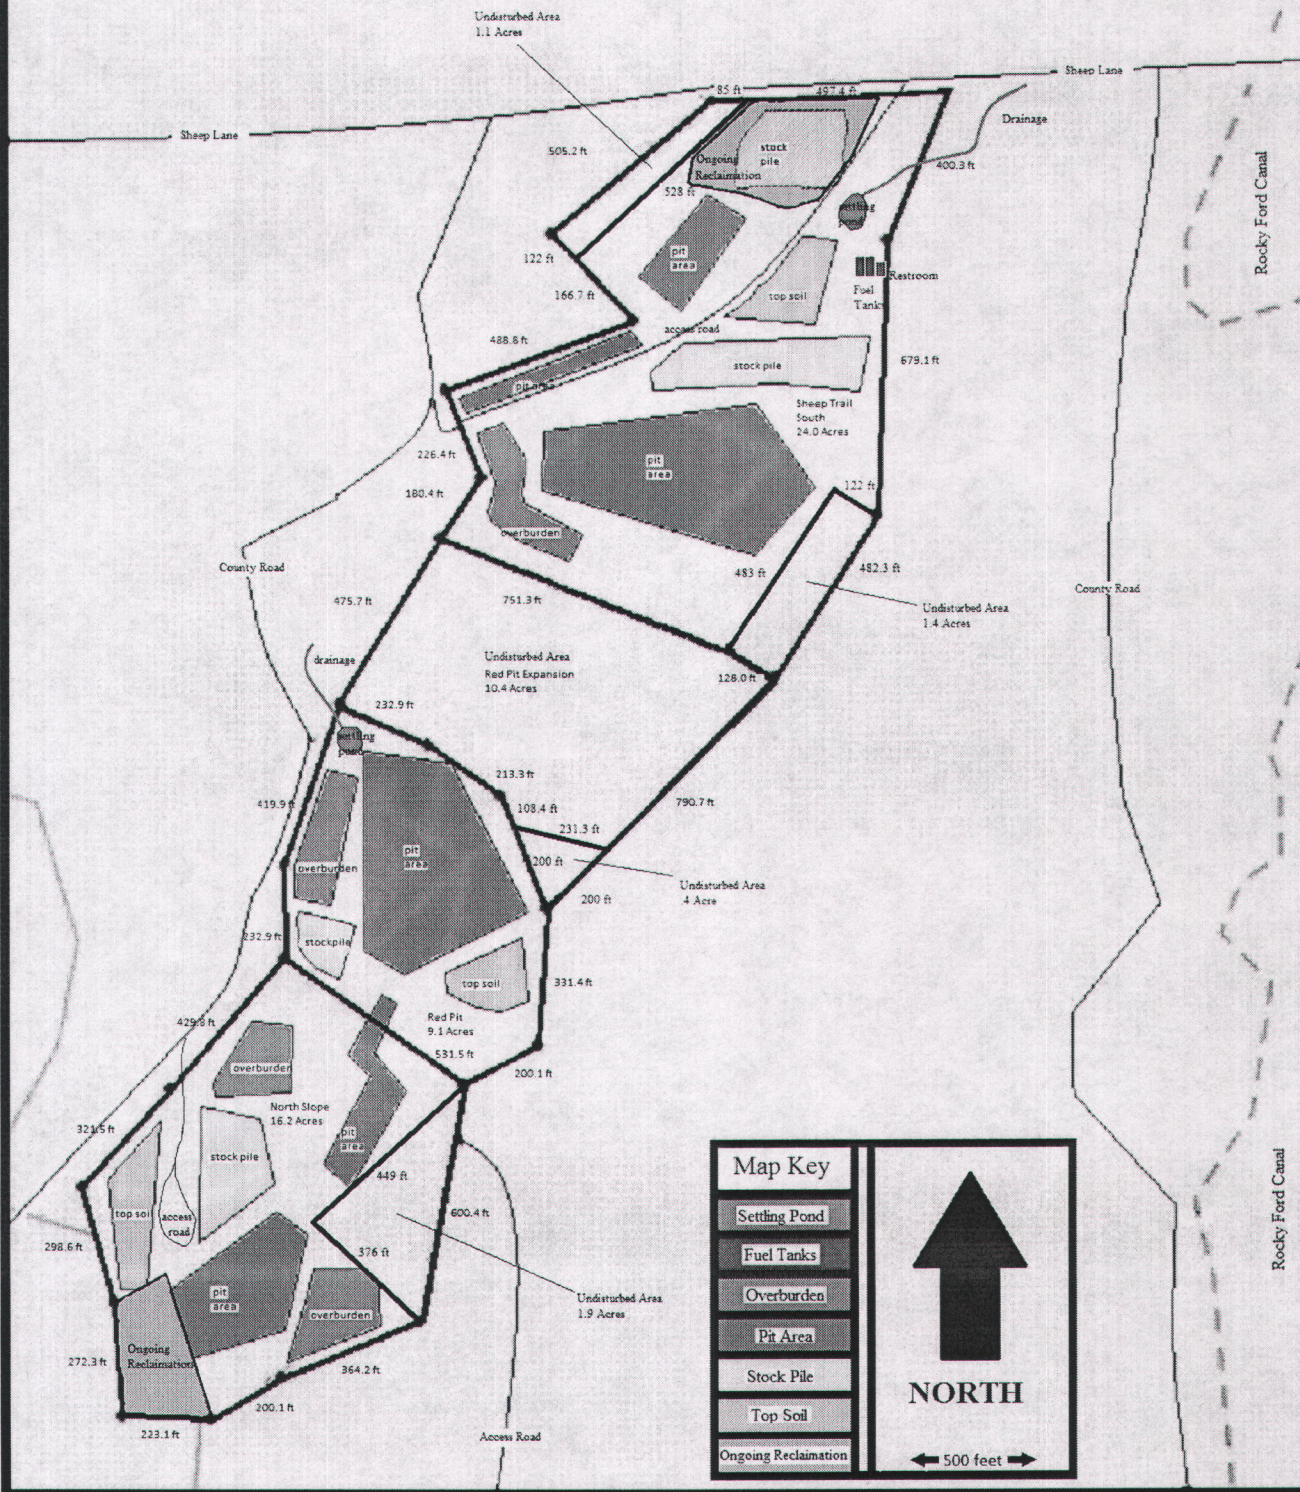 Undisturbed Area
1.1 Acres
Sheep Lane
85 ft
497.4 ft
Sheep Lane
Drainage
505.2 ft
stock
pile
Ongoing
Reclaimation
400.3 ft
528 ft
Rocky Ford Canal
settling
122 ft
pit
area
Restroom
166.7 ft
top soil
Fuel
Tanks
access road
488.8 ft
679.1 ft
stock pile
pit area
Sheep Trail
South
24.0 Acres
226.4 ft
pit
area
180.4 ft
122 ft
overburden
County Road
483 ft
482.3 ft
County Road
475.7 ft
751.3 ft
Undisturbed Area
1.4 Acres
drainage
Undisturbed Area
Red Pit Expansion
10.4 Acres
128.0 ft
232.9 ft
settling
pond
213.3 ft
419.9 ft
108.4 ft
790.7 ft
231.3 ft
pit
area
overburden
200 ft
Undisturbed Area
.4 Acre
200 ft
232.9 ft
stockpile
top soil
331.4 ft
Red Pit
9.1 Acres
429.8 ft
531.5 ft
overburden
200.1 ft
North Slope
16.2 Acres
321.5 ft
pit
area
stock pile
449 ft
top soil
access
road
600.4 ft
298.6 ft
376 ft
pit
area
overburden
Undisturbed Area
1.9 Acres
Ongoing
Reclaimation
272.3 ft
364.2 ft
200.1 ft
223.1 ft
Access Road
Rocky Ford Canal
Map Key
Settling Pond
Fuel Tanks
Overburden
Pit Area
Stock Pile
Top Soil
Ongoing Reclaimation
NORTH
500 feet